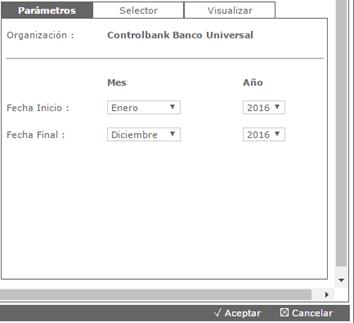 Parámetros Selector Visualizar
Organización : Controlbank Banco Universal
Mes Año
Fecha Inicio : Enero 2016
Fecha Final : Diciembre 2016
Aceptar Cancelar